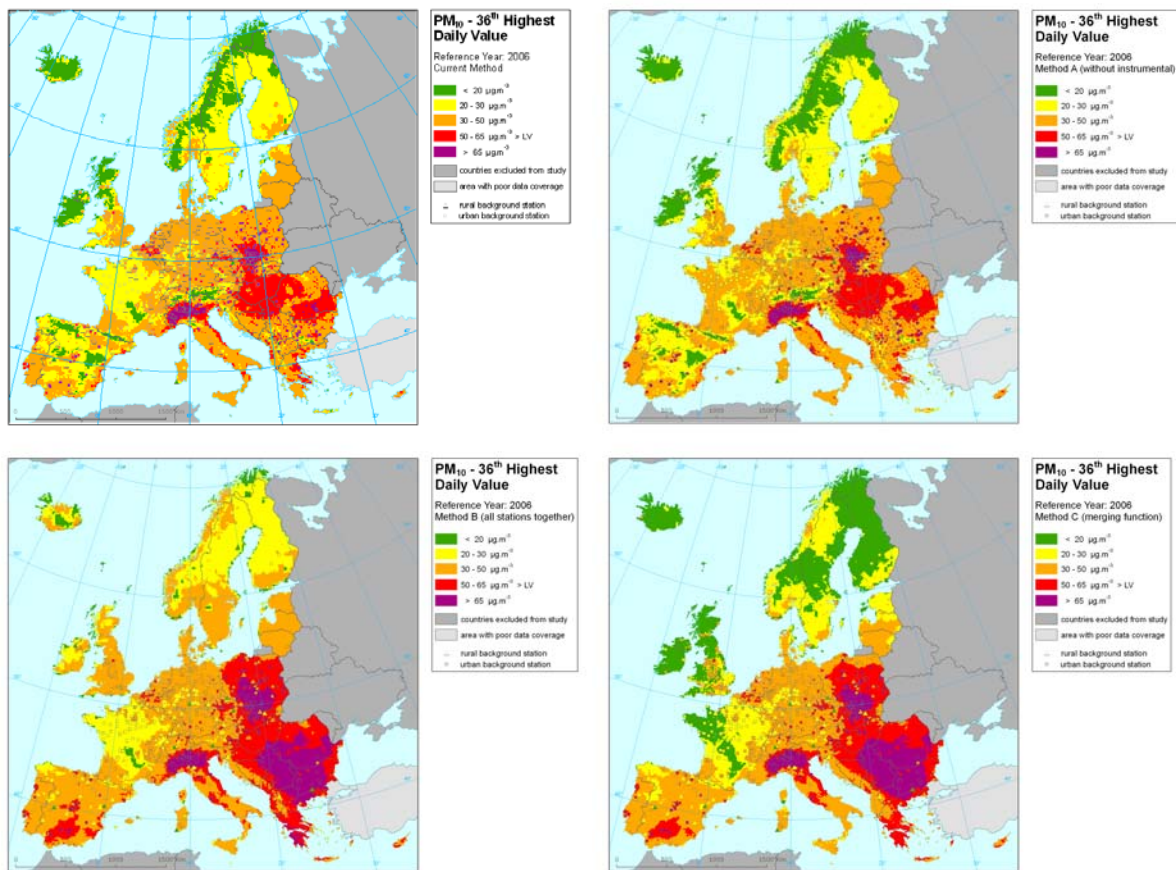 PM₁₀ - 36ᵗʰ Highest
Daily Value
Reference Year: 2006
Current Method
< 20 µg.m⁻³
20 - 30 µg.m⁻³
30 - 50 µg.m⁻³
50 - 65 µg.m⁻³ > LV
> 65 µg.m⁻³
countries excluded from study
area with poor data coverage
rural background station
urban background station
PM₁₀ - 36ᵗʰ Highest
Daily Value
Reference Year: 2006
Method A (without instrumental)
< 20 µg.m⁻³
20 - 30 µg.m⁻³
30 - 50 µg.m⁻³
50 - 65 µg.m⁻³ > LV
> 65 µg.m⁻³
countries excluded from study
area with poor data coverage
rural background station
urban background station
PM₁₀ - 36ᵗʰ Highest
Daily Value
Reference Year: 2006
Method B (all stations together)
< 20 µg.m⁻³
20 - 30 µg.m⁻³
30 - 50 µg.m⁻³
50 - 65 µg.m⁻³ > LV
> 65 µg.m⁻³
countries excluded from study
area with poor data coverage
rural background station
urban background station
PM₁₀ - 36ᵗʰ Highest
Daily Value
Reference Year: 2006
Method C (merging function)
< 20 µg.m⁻³
20 - 30 µg.m⁻³
30 - 50 µg.m⁻³
50 - 65 µg.m⁻³ > LV
> 65 µg.m⁻³
countries excluded from study
area with poor data coverage
rural background station
urban background station